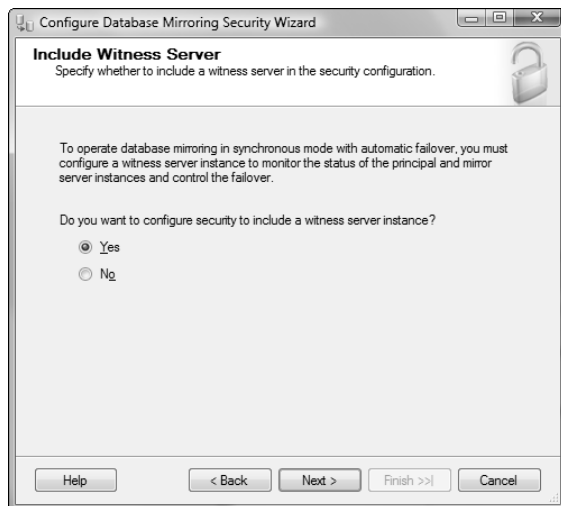 Configure Database Mirroring Security Wizard
Include Witness Server
Specify whether to include a witness server in the security configuration.
To operate database mirroring in synchronous mode with automatic failover, you must
configure a witness server instance to monitor the status of the principal and mirror
server instances and control the failover.
Do you want to configure security to include a witness server instance?
Yes
No
Help
< Back
Next >
Finish >>|
Cancel